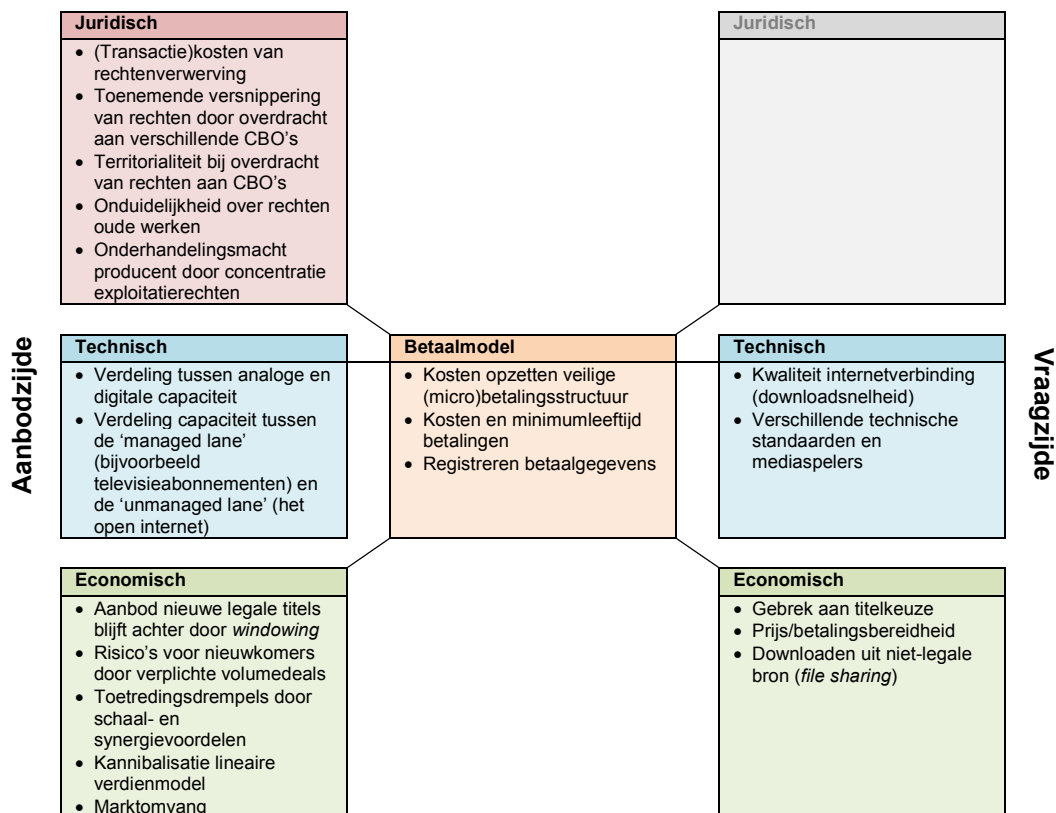 Aanbodzijde
Juridisch
• (Transactie)kosten van
rechtenverwerving
• Toenemende versnippering
van rechten door overdracht
aan verschillende CBO's
• Territorialiteit bij overdracht
van rechten aan CBO's
• Onduidelijkheid over rechten
oude werken
• Onderhandelingsmacht
producent door concentratie
exploitatierechten
Technisch
• Verdeling tussen analoge en
digitale capaciteit
• Verdeling capaciteit tussen
de ‘managed lane’
(bijvoorbeeld
televisieabonnementen) en
de ‘unmanaged lane’ (het
open internet)
Economisch
• Aanbod nieuwe legale titels
blijft achter door windowing
• Risico's voor nieuwkomers
door verplichte volumedeals
• Toetredingsdrempels door
schaal- en
synergievoordelen
• Kannibalisatie lineaire
verdienmodel
• Marktomvang
Betaalmodel
• Kosten opzetten veilige
(micro)betalingsstructuur
• Kosten en minimumleeftijd
betalingen
• Registreren betaalgegevens
Juridisch
Technisch
• Kwaliteit internetverbinding
(downloadsnelheid)
• Verschillende technische
standaarden en
mediaspelers
Economisch
• Gebrek aan titelkeuze
• Prijs/betalingsbereidheid
• Downloaden uit niet-legale
bron (file sharing)
Vraagzijde